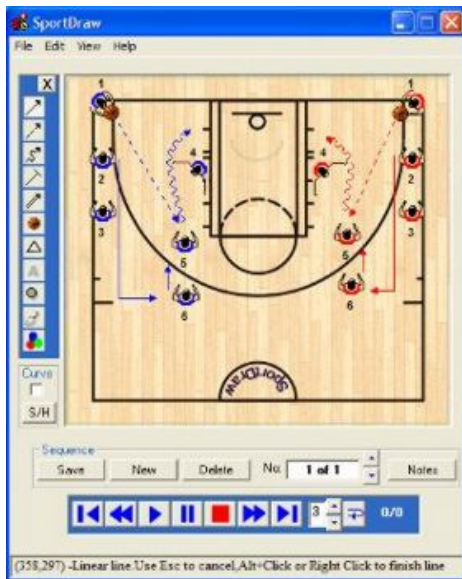 SportDraw
File Edit View Help
X
1 1
2 4 4 2
3 3
5 5
6 6
SportDraw
Curve
S/H
Sequence
Save New Delete No: 1 of 1 Notes
3 0/0
(358,297) -Linear line.Use Esc to cancel,Alt+Click or Right Click to finish line